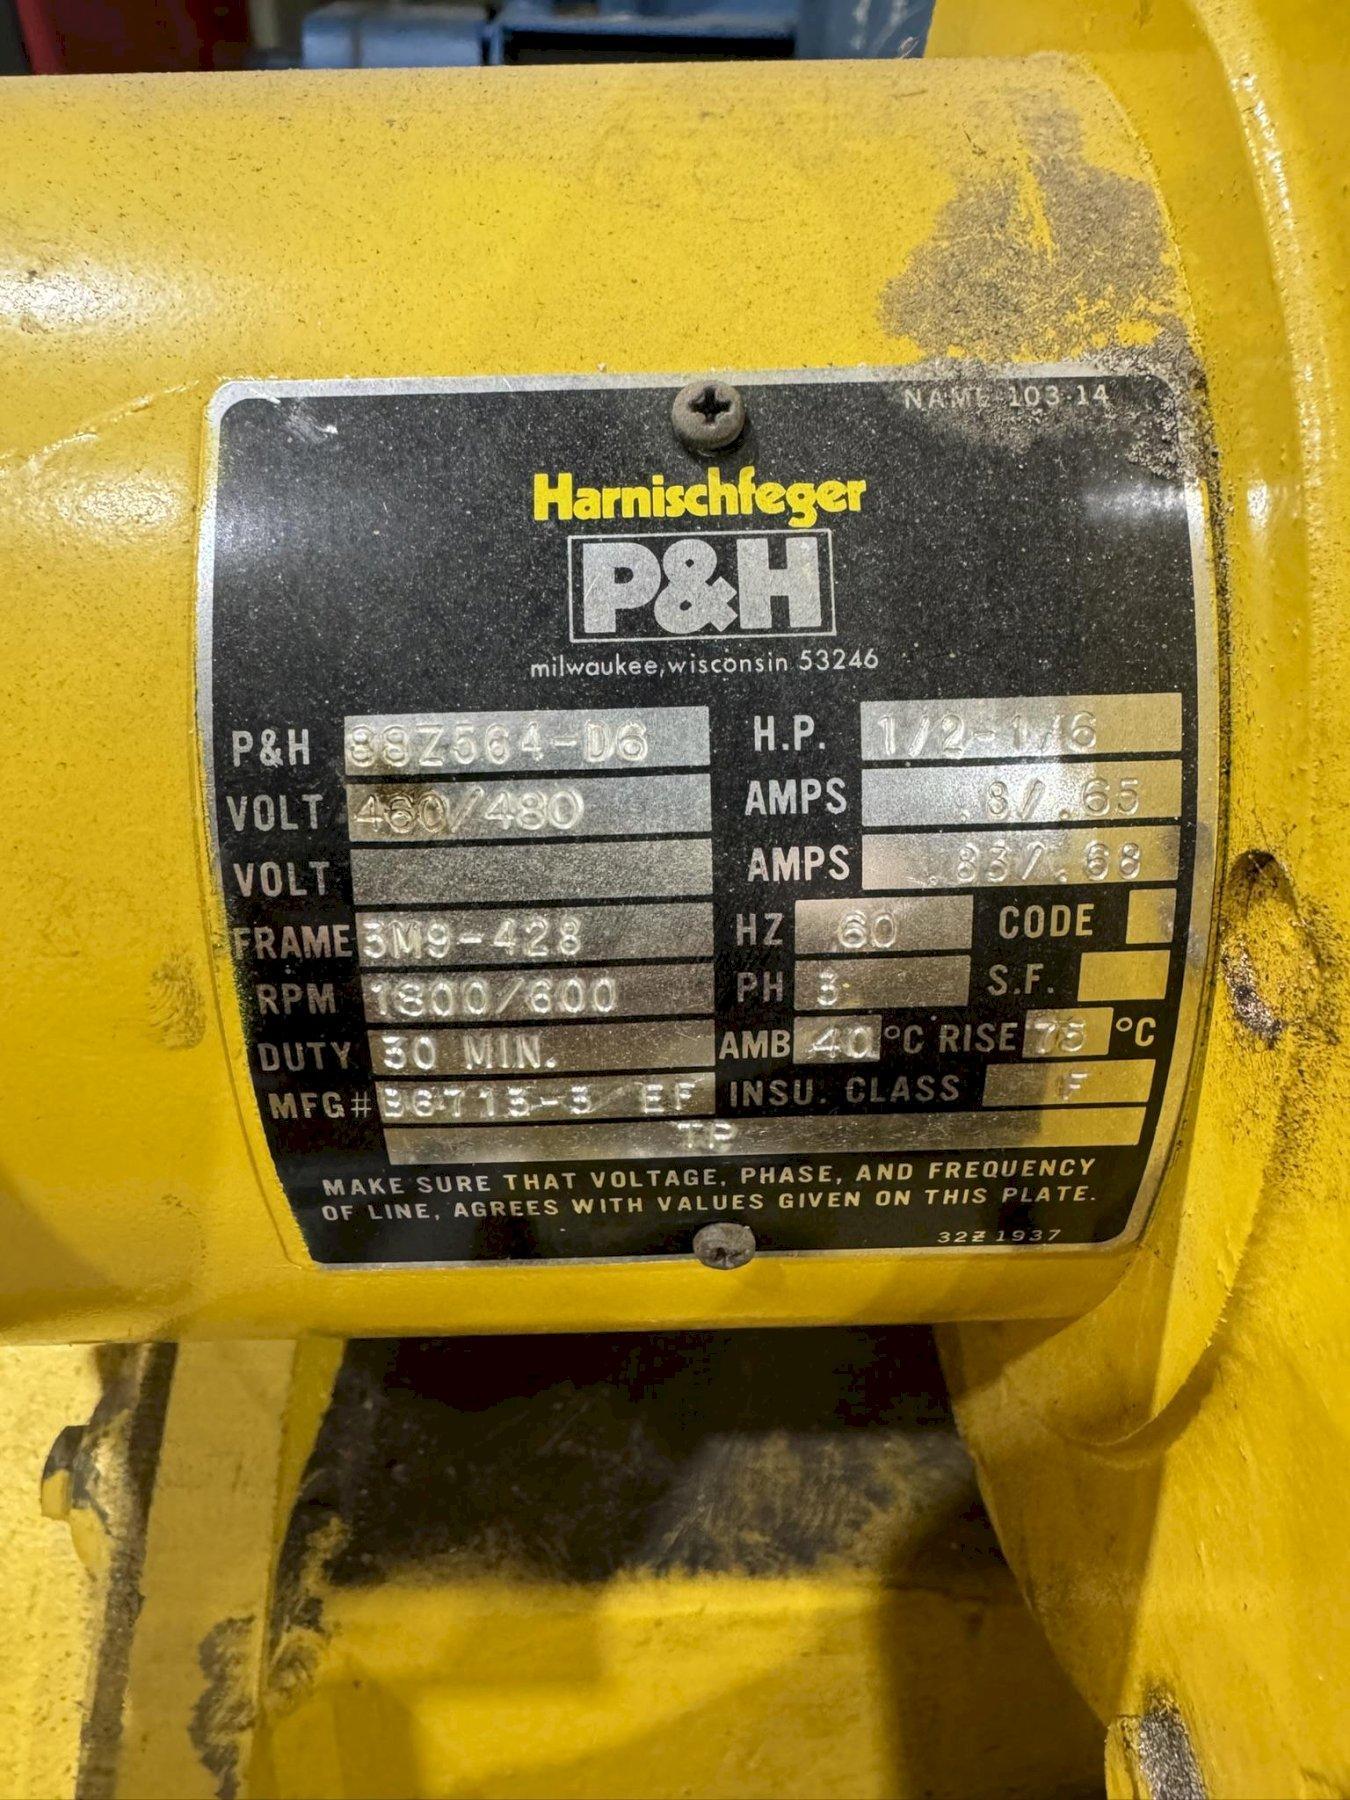 NAME 103-14
Harnischfeger
P&H
milwaukee, wisconsin 53246
P&H 88Z564-D6 H.P. 1/2-1/6
VOLT 460/480 AMPS .8/.65
VOLT AMPS .83/.68
FRAME 3M9-428 HZ 60 CODE
RPM 1800/600 PH 3 S.F.
DUTY 30 MIN. AMB 40 °C RISE 75 °C
MFG# EF INSU. CLASS F
TP
MAKE SURE THAT VOLTAGE, PHASE, AND FREQUENCY
OF LINE, AGREES WITH VALUES GIVEN ON THIS PLATE.
32Z1937